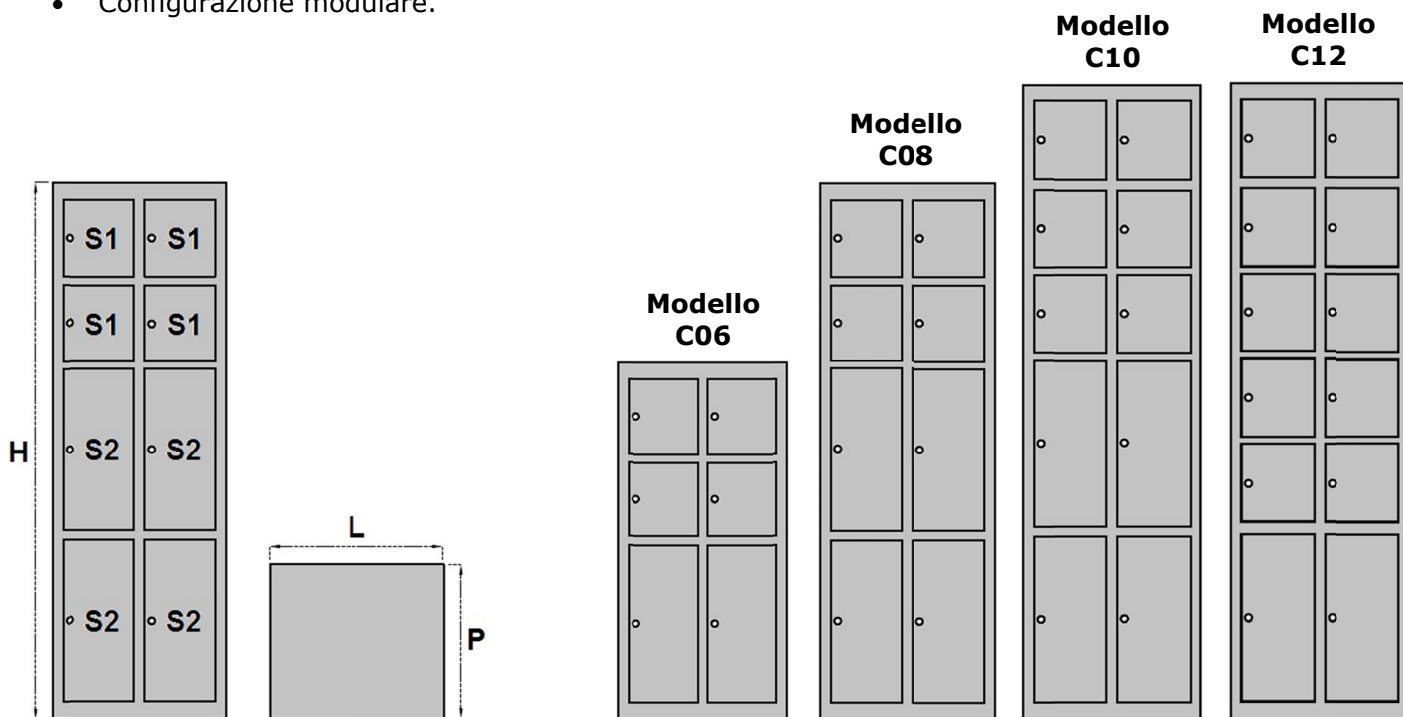 • Configurazione modulare.
Modello
C06
Modello
C08
Modello
C10
Modello
C12
S1 S1
S1 S1
S2 S2
S2 S2
H
L
P